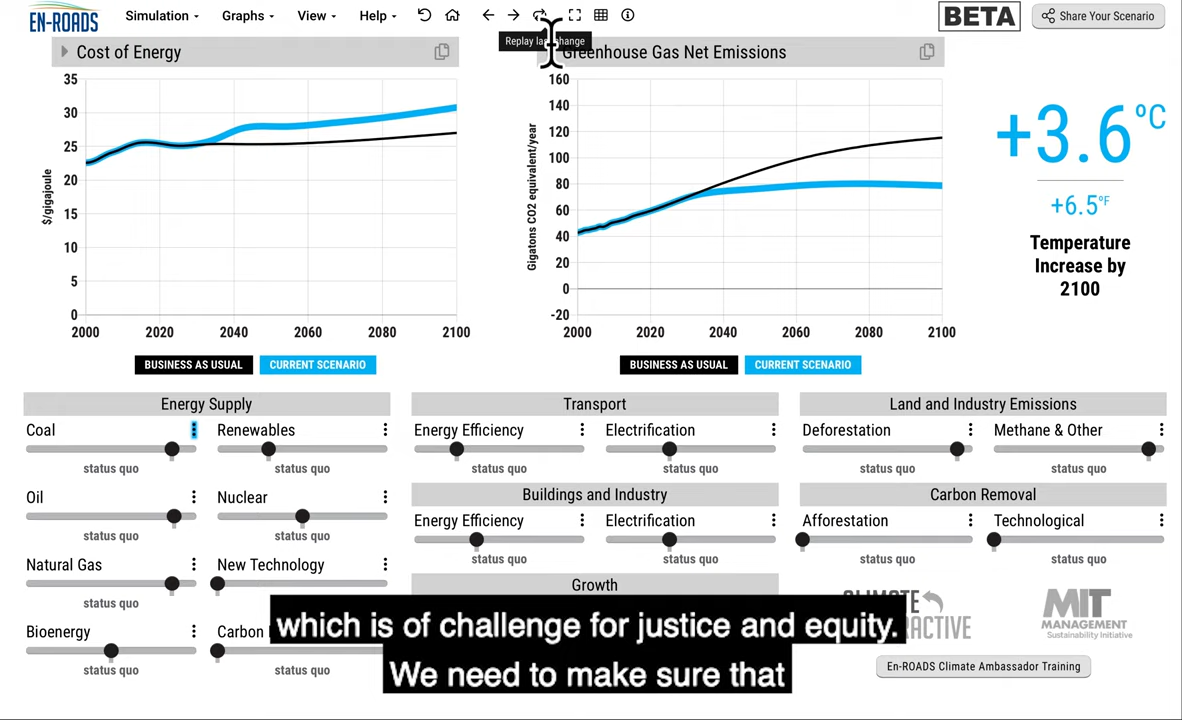 EN-ROADS
Simulation
Graphs
View
Help
BETA
Share Your Scenario
Replay last change
Cost of Energy
35
30
25
20
15
10
5
0
$/gigajoule
2000
2020
2040
2060
2080
2100
BUSINESS AS USUAL
CURRENT SCENARIO
Greenhouse Gas Net Emissions
160
140
120
100
80
60
40
20
0
-20
Gigatons CO2 equivalent/year
2000
2020
2040
2060
2080
2100
BUSINESS AS USUAL
CURRENT SCENARIO
+3.6°C
+6.5°F
Temperature
Increase by
2100
Energy Supply
Coal
status quo
Renewables
status quo
Oil
status quo
Nuclear
status quo
Natural Gas
status quo
New Technology
Bioenergy
status quo
Carbon
status quo
Transport
Energy Efficiency
status quo
Electrification
status quo
Buildings and Industry
Energy Efficiency
status quo
Electrification
status quo
Growth
Land and Industry Emissions
Deforestation
status quo
Methane & Other
status quo
Carbon Removal
Afforestation
status quo
Technological
status quo
MIT
MANAGEMENT
Sustainability Initiative
En-ROADS Climate Ambassador Training
which is of challenge for justice and equity.
We need to make sure that